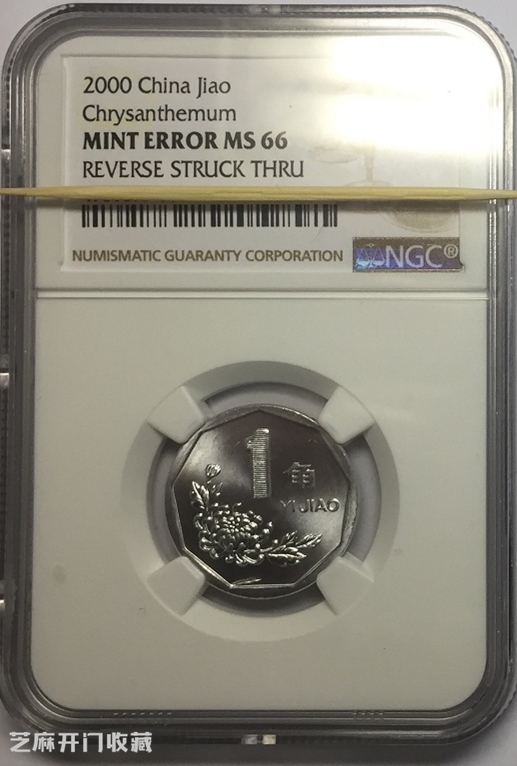 2000 China Jiao
Chrysanthemum
MINT ERROR MS 66
REVERSE STRUCK THRU
NUMISMATIC GUARANTY CORPORATION
NGC®
1 角
YI JIAO
芝麻开门收藏